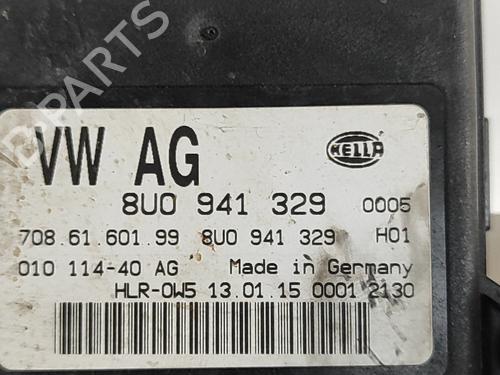 VW AG
HELLA
8U0 941 329 0005
708.61.601.99 8U0 941 329 H01
010 114-40 AG Made in Germany
HLR-0W5 13.01.15 0001 2130
B-PARTS